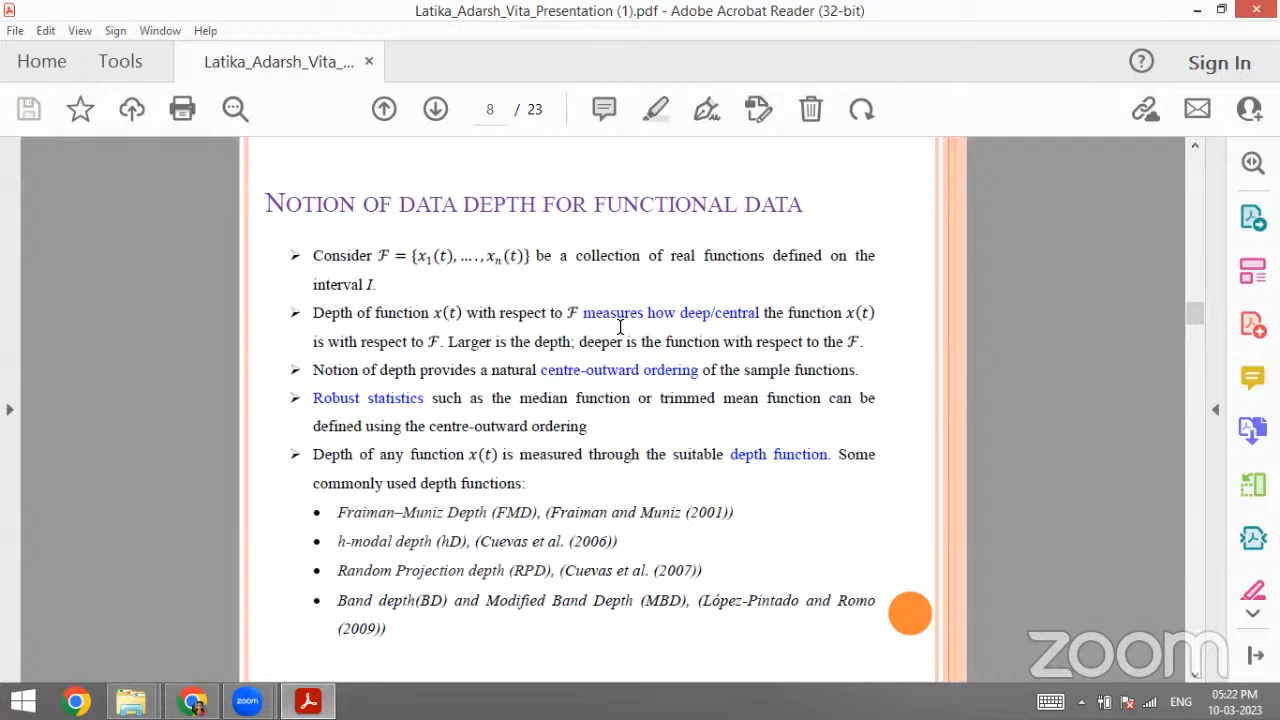 Latika_Adarsh_Vita_Presentation (1).pdf - Adobe Acrobat Reader (32-bit)
File Edit View Sign Window Help
Home Tools Latika_Adarsh_Vita_... × Sign In
8 / 23
NOTION OF DATA DEPTH FOR FUNCTIONAL DATA
➢ Consider ℱ = {x₁(t), … . , xₙ(t)} be a collection of real functions defined on the
interval I.
➢ Depth of function x(t) with respect to ℱ measures how deep/central the function x(t)
is with respect to ℱ. Larger is the depth; deeper is the function with respect to the ℱ.
➢ Notion of depth provides a natural centre-outward ordering of the sample functions.
➢ Robust statistics such as the median function or trimmed mean function can be
defined using the centre-outward ordering
➢ Depth of any function x(t) is measured through the suitable depth function. Some
commonly used depth functions:
• Fraiman–Muniz Depth (FMD), (Fraiman and Muniz (2001))
• h-modal depth (hD), (Cuevas et al. (2006))
• Random Projection depth (RPD), (Cuevas et al. (2007))
• Band depth(BD) and Modified Band Depth (MBD), (López-Pintado and Romo
(2009))
zoom
zoom
ENG
05:22 PM
10-03-2023